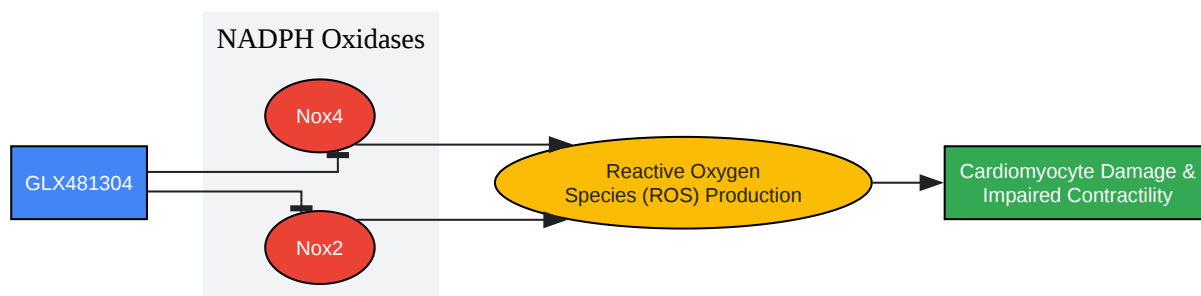 NADPH Oxidases
Nox4
GLX481304
Nox2
Reactive Oxygen
Species (ROS) Production
Cardiomyocyte Damage &
Impaired Contractility